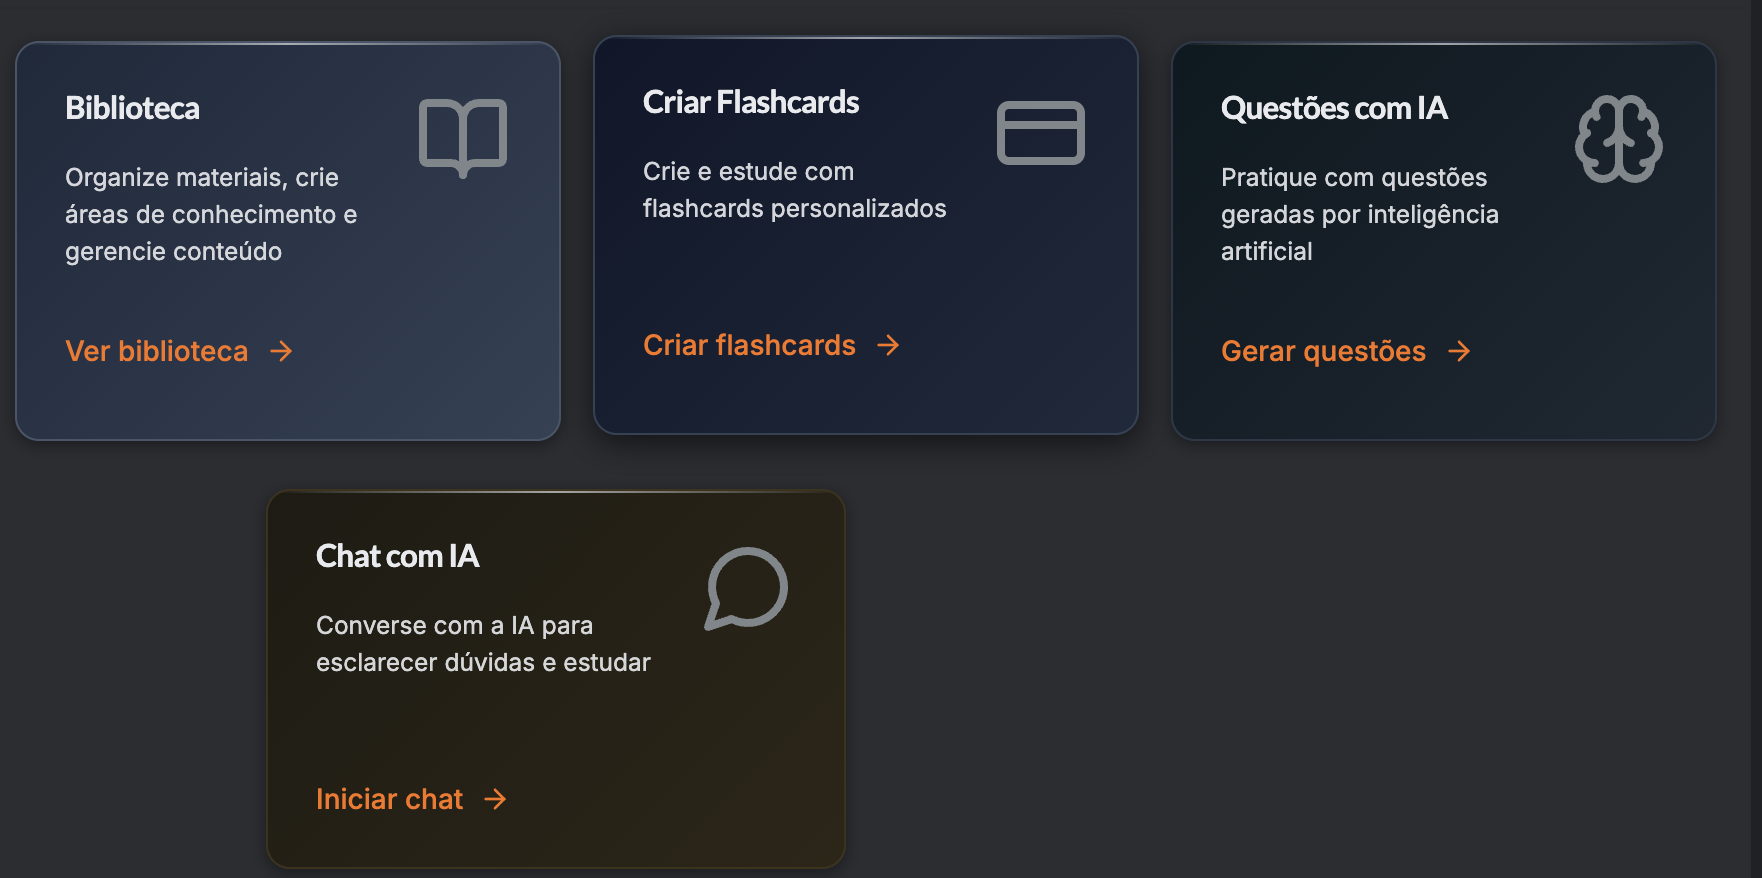 Biblioteca
Organize materiais, crie
áreas de conhecimento e
gerencie conteúdo
Ver biblioteca →
Criar Flashcards
Crie e estude com
flashcards personalizados
Criar flashcards →
Questões com IA
Pratique com questões
geradas por inteligência
artificial
Gerar questões →
Chat com IA
Converse com a IA para
esclarecer dúvidas e estudar
Iniciar chat →